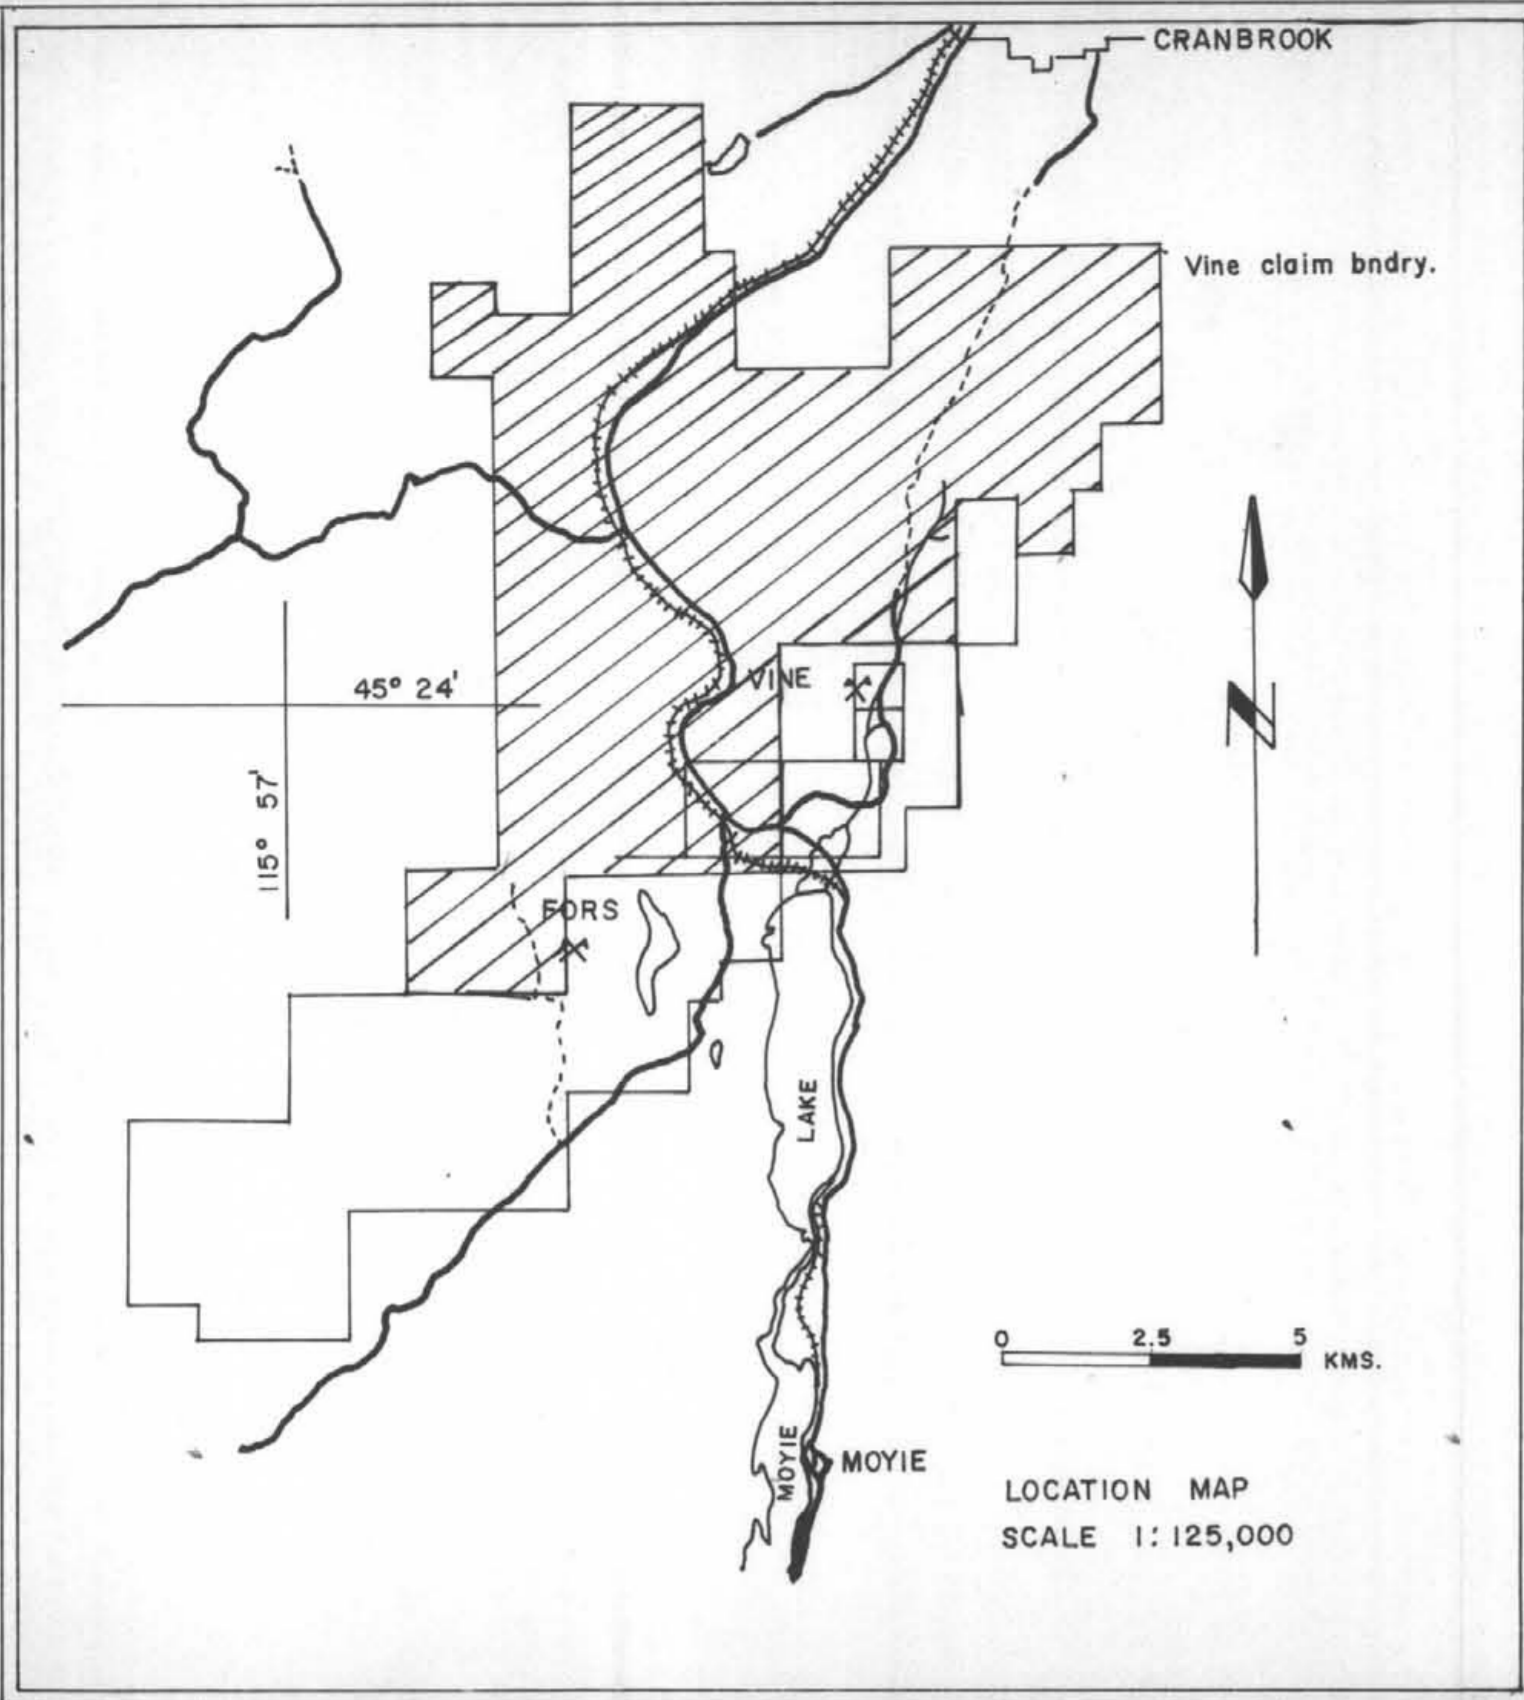 CRANBROOK
Vine claim bndry.
VINE
45° 24'
115° 57'
FORS
N
LAKE
0 2.5 5
KMS.
MOYIE
MOYIE
LOCATION MAP
SCALE 1:125,000